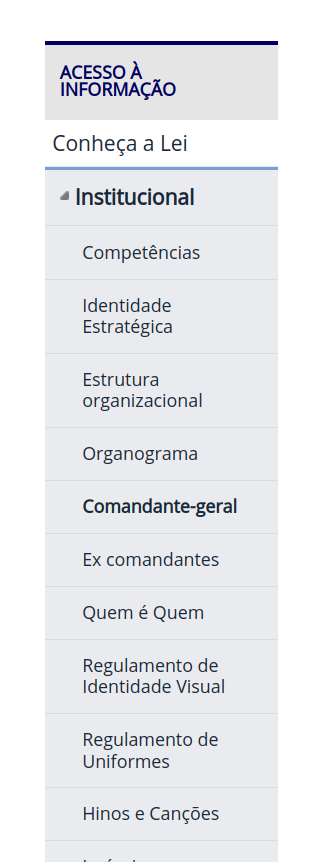 ACESSO À
INFORMAÇÃO
Conheça a Lei
Institucional
Competências
Identidade
Estratégica
Estrutura
organizacional
Organograma
Comandante-geral
Ex comandantes
Quem é Quem
Regulamento de
Identidade Visual
Regulamento de
Uniformes
Hinos e Canções